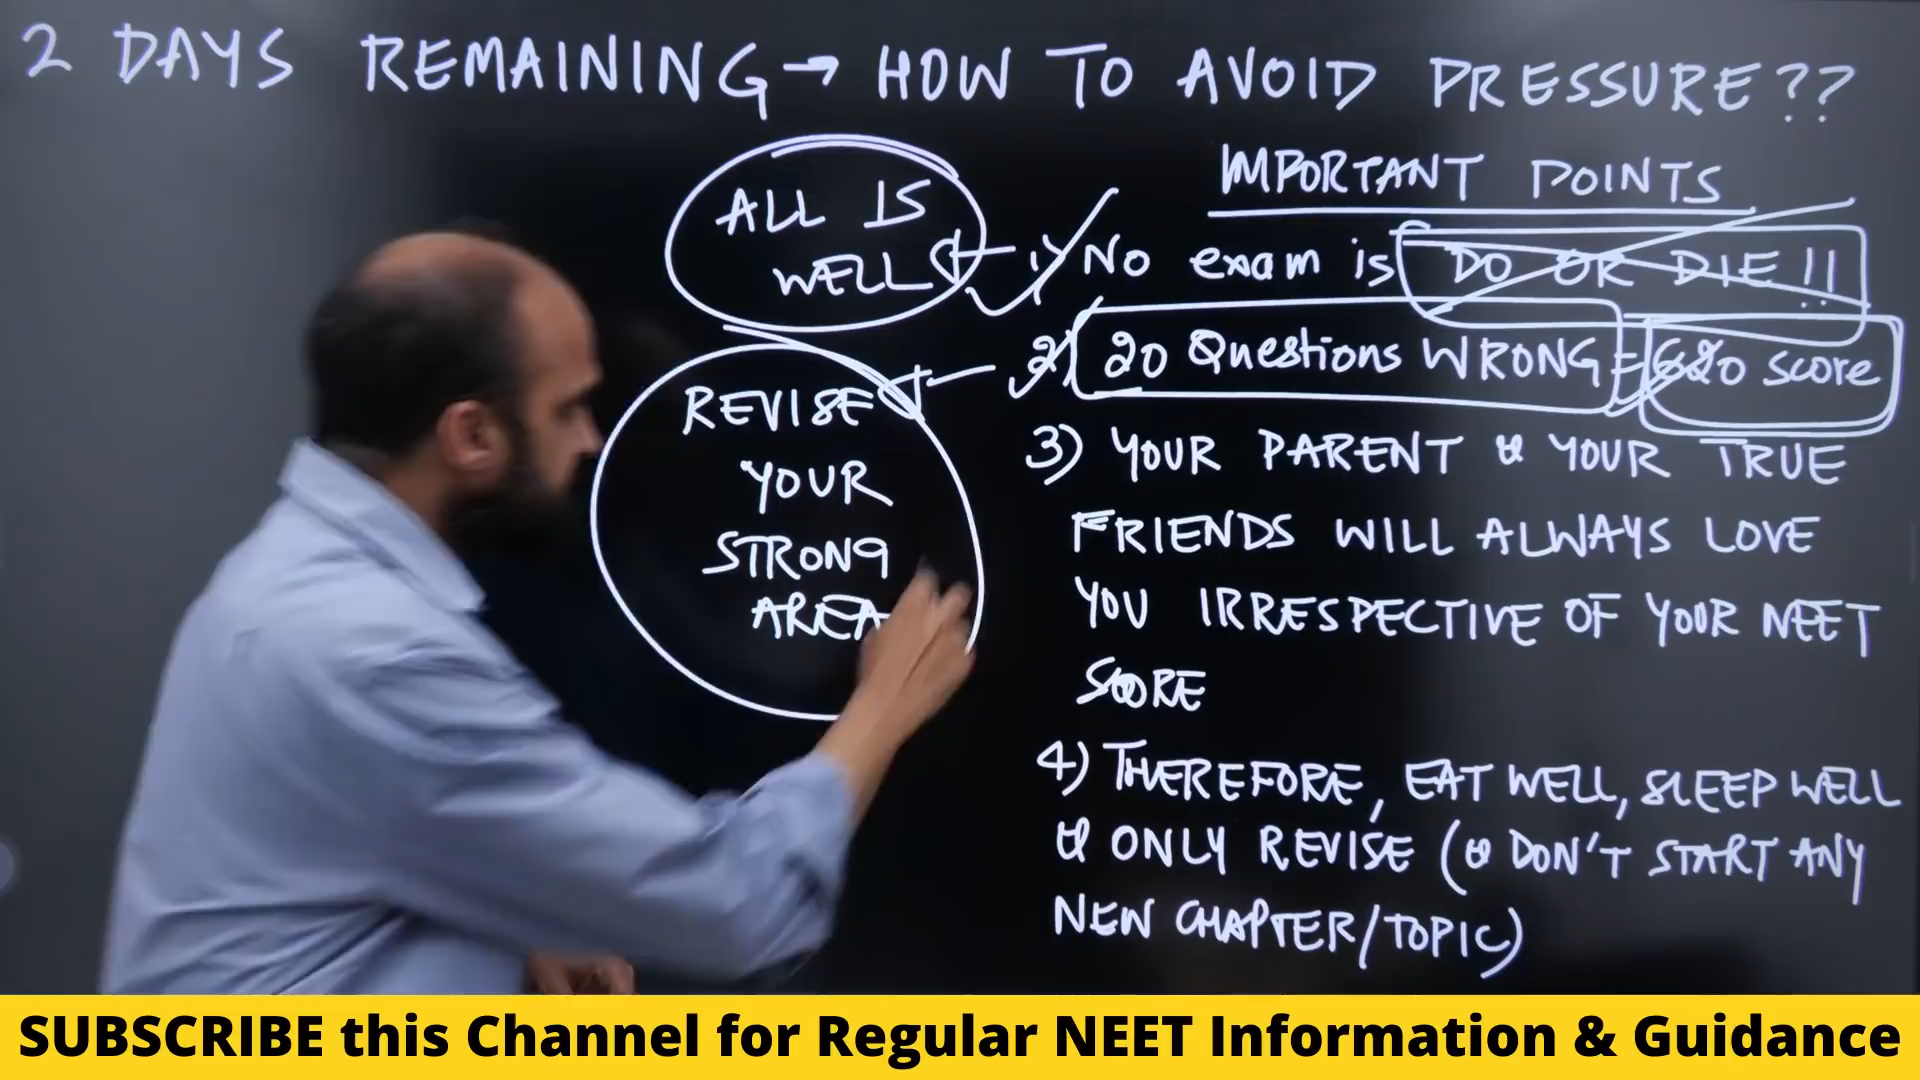 2 DAYS REMAINING → HOW TO AVOID PRESSURE??
ALL IS
WELL
REVISE
YOUR
STRONG
AREA
IMPORTANT POINTS
1) No exam is DO OR DIE!!
2) 20 Questions WRONG = 620 score
3) YOUR PARENT & YOUR TRUE
FRIENDS WILL ALWAYS LOVE
YOU IRRESPECTIVE OF YOUR NEET
SCORE
4) THEREFORE, EAT WELL, SLEEP WELL
& ONLY REVISE (& DON'T START ANY
NEW CHAPTER/TOPIC)
SUBSCRIBE this Channel for Regular NEET Information & Guidance